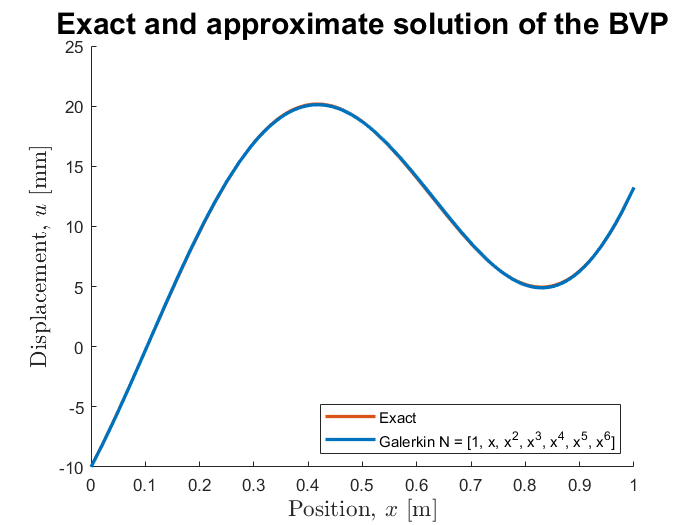 Exact and approximate solution of the BVP
25
20
15
10
5
0
-5
-10
Displacement, u [mm]
Exact
Galerkin N = [1, x, x², x³, x⁴, x⁵, x⁶]
0 0.1 0.2 0.3 0.4 0.5 0.6 0.7 0.8 0.9 1
Position, x [m]